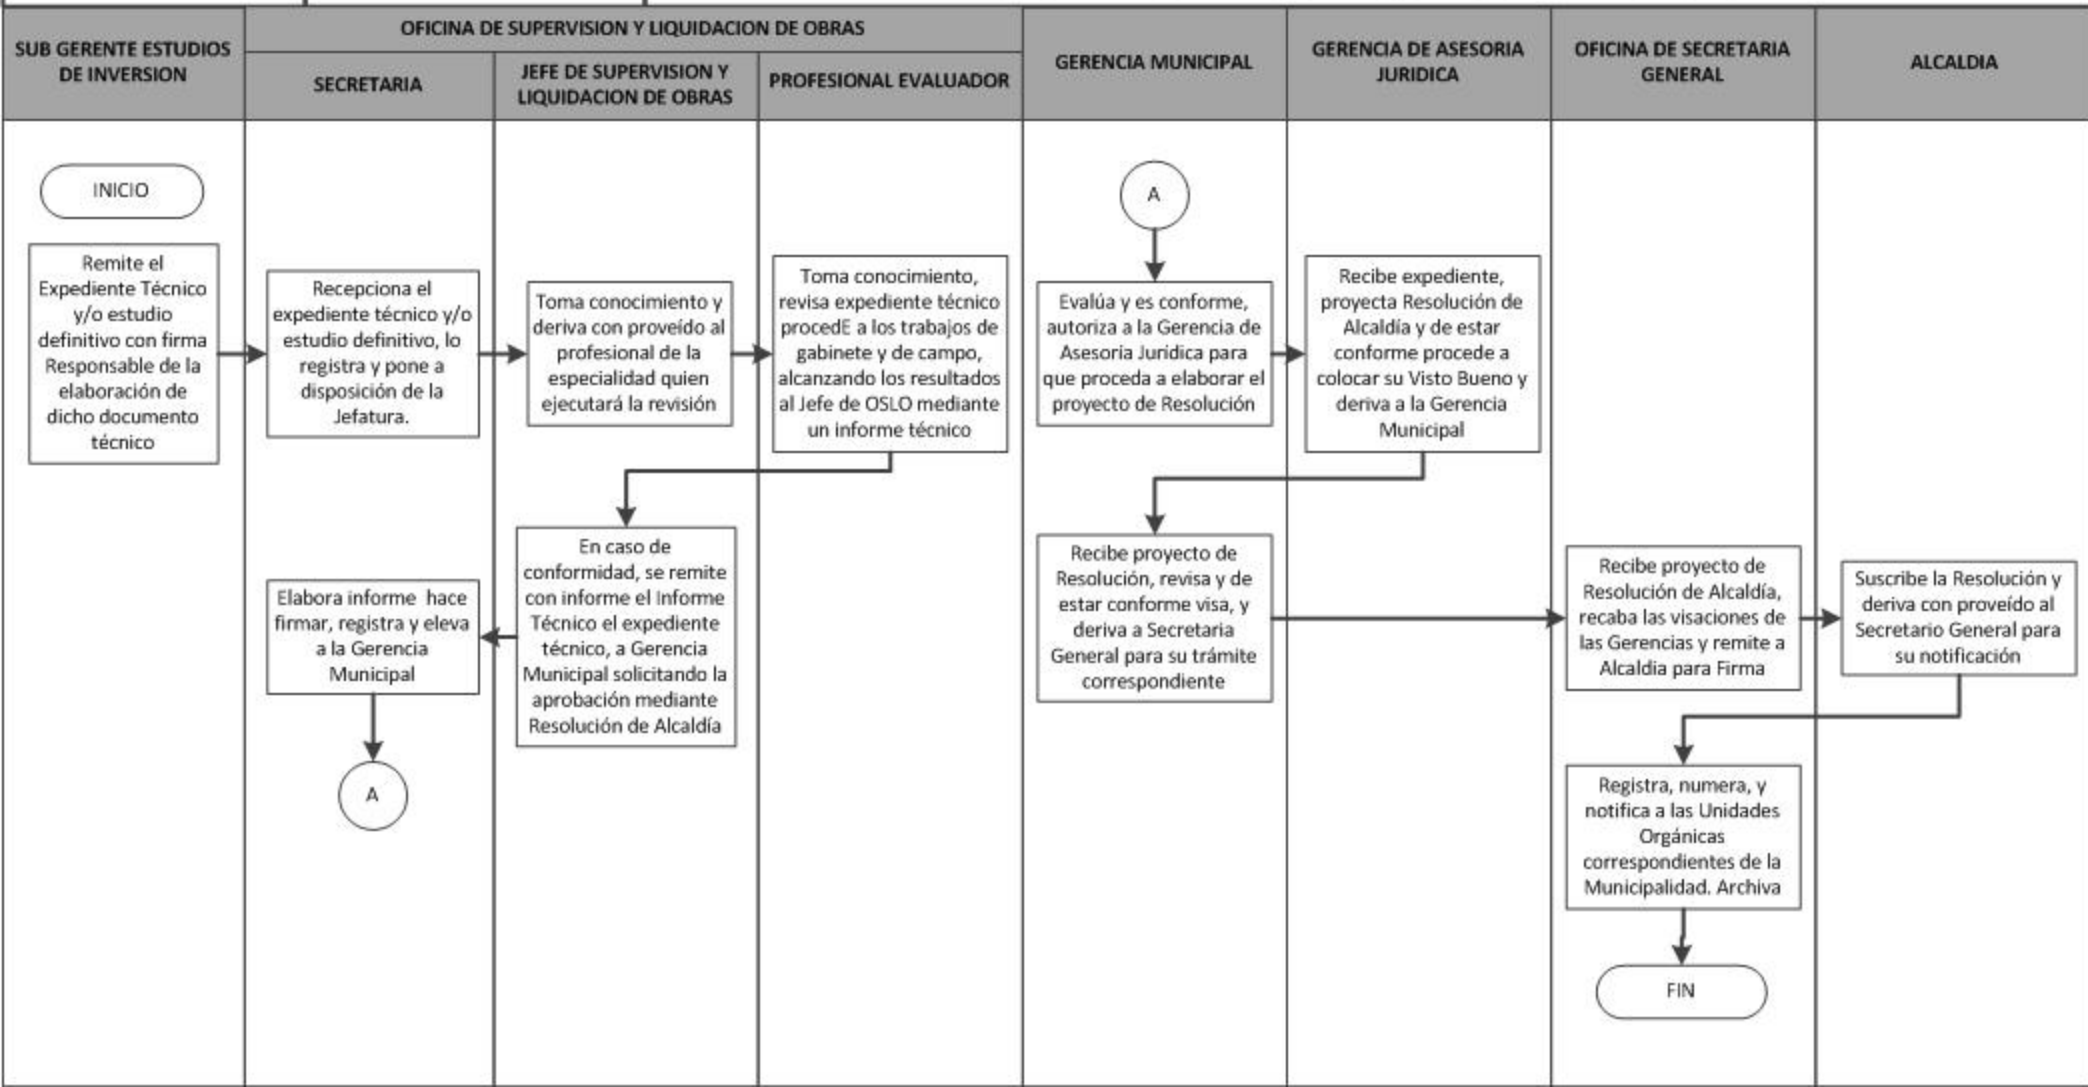 SUB GERENTE ESTUDIOS
DE INVERSION
OFICINA DE SUPERVISION Y LIQUIDACION DE OBRAS
SECRETARIA
JEFE DE SUPERVISION Y
LIQUIDACION DE OBRAS
PROFESIONAL EVALUADOR
GERENCIA MUNICIPAL
GERENCIA DE ASESORIA
JURIDICA
OFICINA DE SECRETARIA
GENERAL
ALCALDIA
INICIO
Remite el
Expediente Técnico
y/o estudio
definitivo con firma
Responsable de la
elaboración de
dicho documento
técnico
Recepciona el
expediente técnico y/o
estudio definitivo, lo
registra y pone a
disposición de la
Jefatura.
Toma conocimiento y
deriva con proveído al
profesional de la
especialidad quien
ejecutará la revisión
Toma conocimiento,
revisa expediente técnico
procedE a los trabajos de
gabinete y de campo,
alcanzando los resultados
al Jefe de OSLO mediante
un informe técnico
En caso de
conformidad, se remite
con informe el Informe
Técnico el expediente
técnico, a Gerencia
Municipal solicitando la
aprobación mediante
Resolución de Alcaldía
Elabora informe hace
firmar, registra y eleva
a la Gerencia
Municipal
A
A
Evalúa y es conforme,
autoriza a la Gerencia de
Asesoría Jurídica para
que proceda a elaborar el
proyecto de Resolución
Recibe expediente,
proyecta Resolución de
Alcaldía y de estar
conforme procede a
colocar su Visto Bueno y
deriva a la Gerencia
Municipal
Recibe proyecto de
Resolución, revisa y de
estar conforme visa, y
deriva a Secretaria
General para su trámite
correspondiente
Recibe proyecto de
Resolución de Alcaldía,
recaba las visaciones de
las Gerencias y remite a
Alcaldia para Firma
Suscribe la Resolución y
deriva con proveído al
Secretario General para
su notificación
Registra, numera, y
notifica a las Unidades
Orgánicas
correspondientes de la
Municipalidad. Archiva
FIN